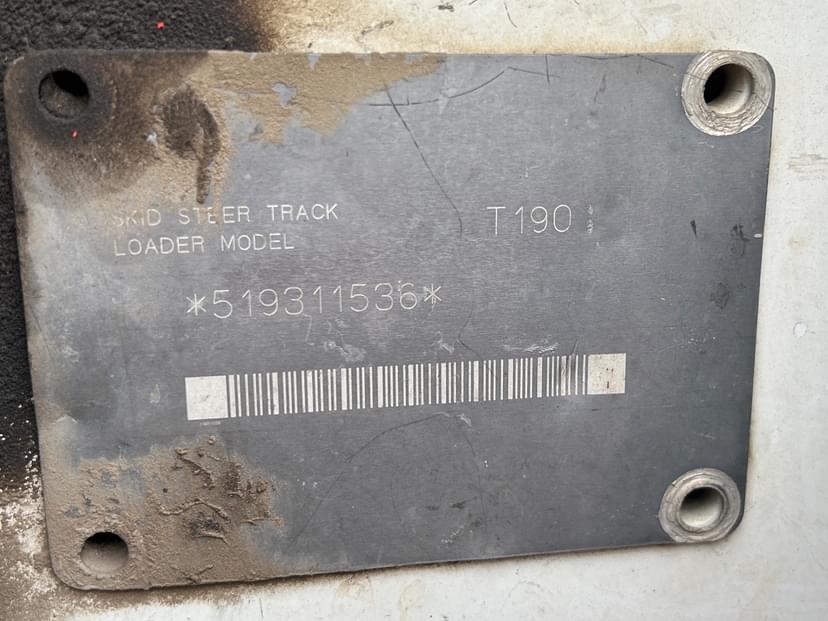 SKID STEER TRACK
LOADER MODEL
T190
*519311536*